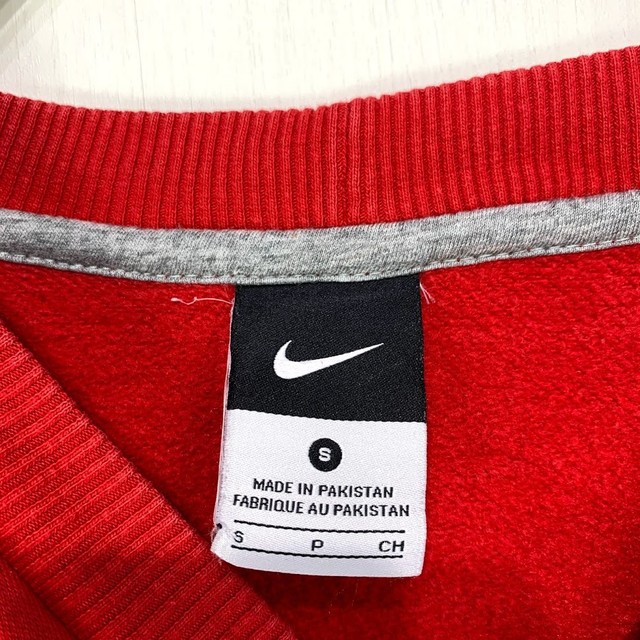 S
MADE IN PAKISTAN
FABRIQUE AU PAKISTAN
S P CH